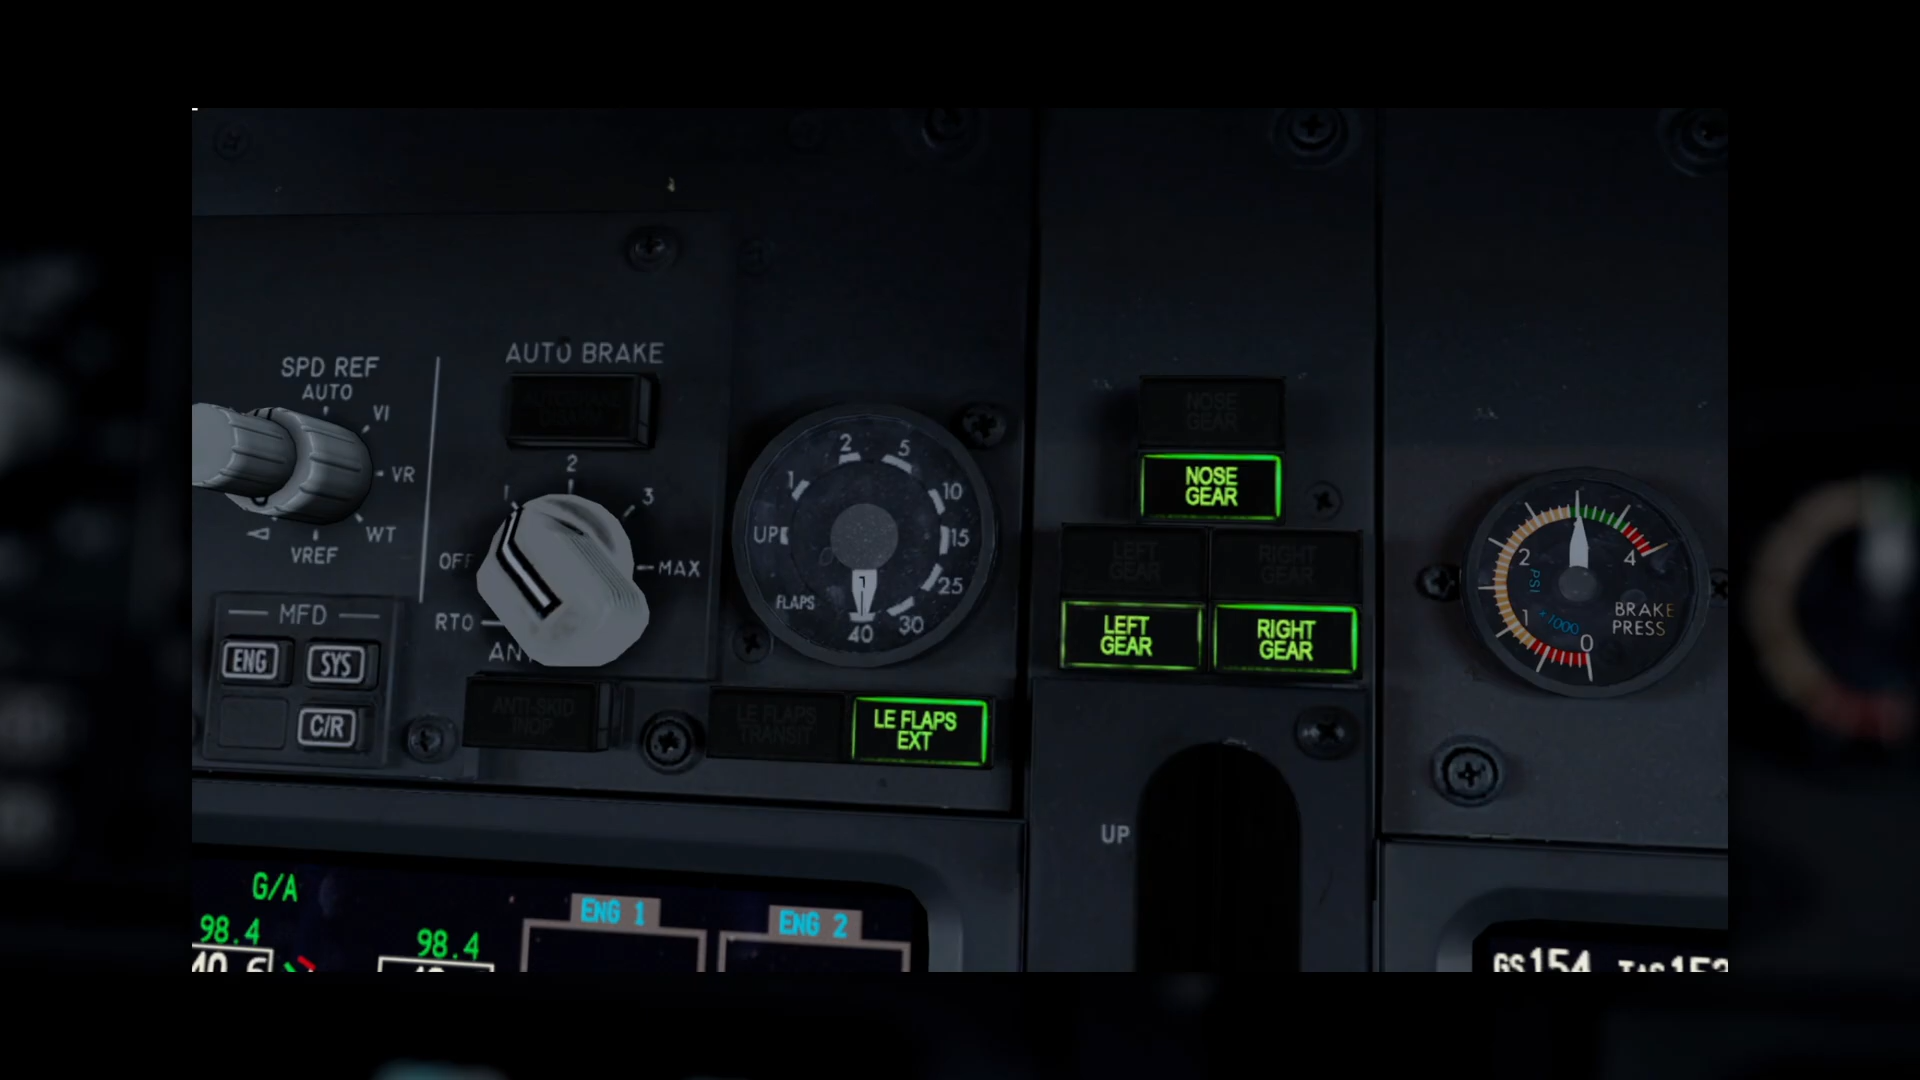 SPD REF
AUTO
V1
VR
WT
VREF
AUTO BRAKE
OFF
RTO
1
2
3
MAX
MFD
ENG
SYS
C/R
ANTI-SKID
INOP
UP
1
2
5
10
15
25
30
40
FLAPS
LE FLAPS
TRANSIT
LE FLAPS
EXT
NOSE
GEAR
NOSE
GEAR
LEFT
GEAR
RIGHT
GEAR
LEFT
GEAR
RIGHT
GEAR
UP
2
4
PSI
1
×1000
0
BRAKE
PRESS
G/A
98.4
98.4
ENG 1
ENG 2
GS154